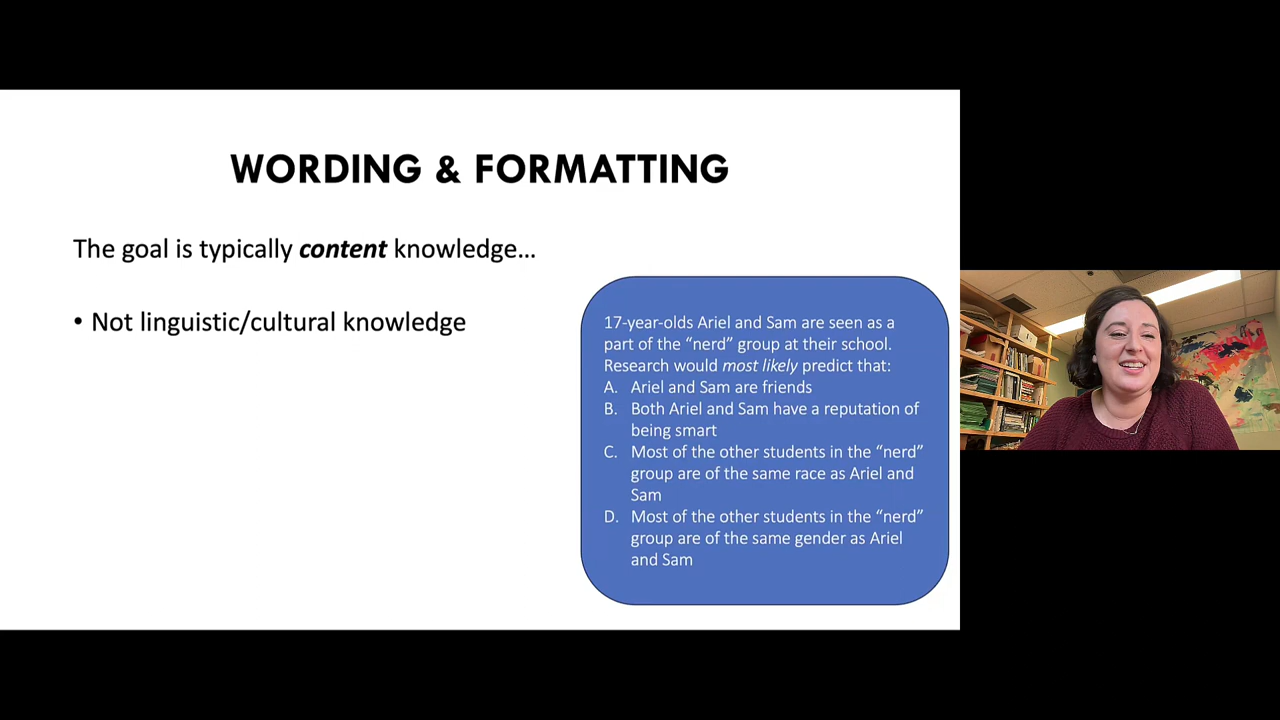 WORDING & FORMATTING
The goal is typically content knowledge…
• Not linguistic/cultural knowledge
17-year-olds Ariel and Sam are seen as a
part of the “nerd” group at their school.
Research would most likely predict that:
A. Ariel and Sam are friends
B. Both Ariel and Sam have a reputation of
being smart
C. Most of the other students in the “nerd”
group are of the same race as Ariel and
Sam
D. Most of the other students in the “nerd”
group are of the same gender as Ariel
and Sam